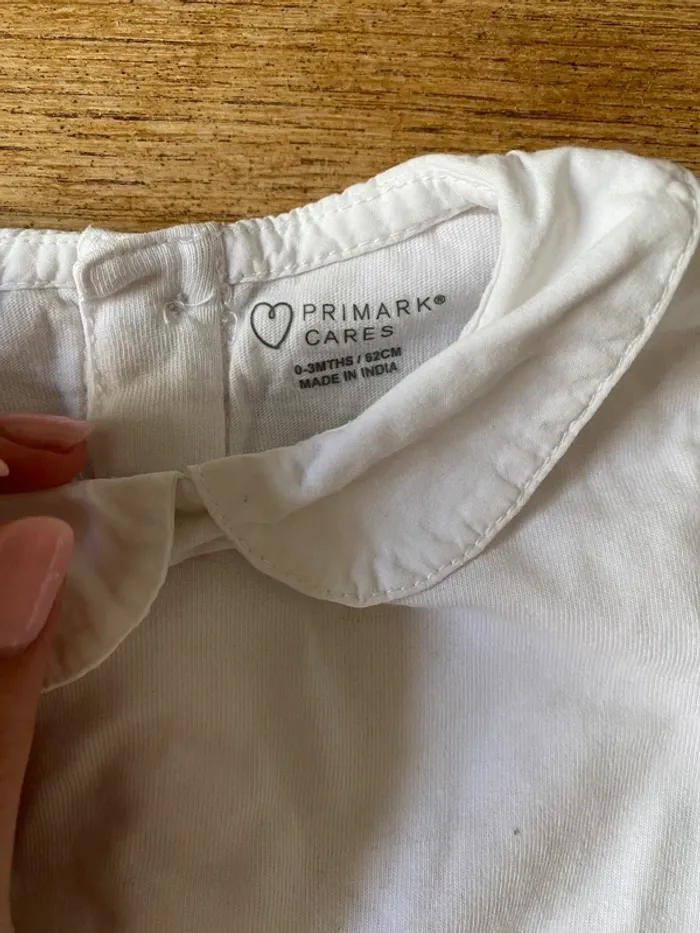 PRIMARK®
CARES
0-3MTHS / 62CM
MADE IN INDIA